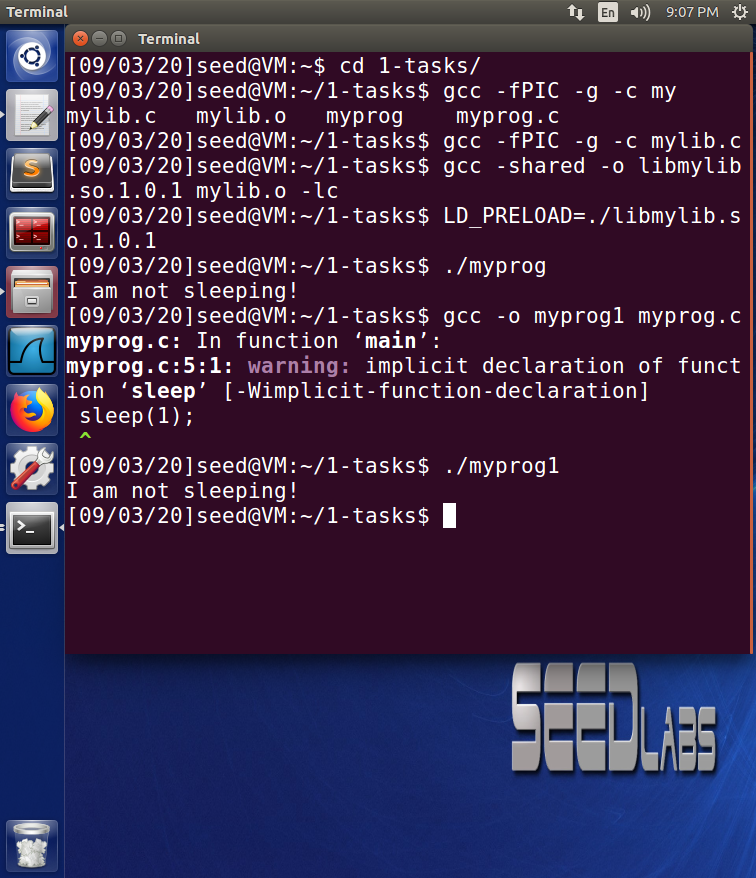 Terminal
En
9:07 PM
Terminal
[09/03/20]seed@VM:~$ cd 1-tasks/
[09/03/20]seed@VM:~/1-tasks$ gcc -fPIC -g -c my
mylib.c   mylib.o   myprog    myprog.c
[09/03/20]seed@VM:~/1-tasks$ gcc -fPIC -g -c mylib.c
[09/03/20]seed@VM:~/1-tasks$ gcc -shared -o libmylib
.so.1.0.1 mylib.o -lc
[09/03/20]seed@VM:~/1-tasks$ LD_PRELOAD=./libmylib.s
o.1.0.1
[09/03/20]seed@VM:~/1-tasks$ ./myprog
I am not sleeping!
[09/03/20]seed@VM:~/1-tasks$ gcc -o myprog1 myprog.c
myprog.c: In function ‘main’:
myprog.c:5:1: warning: implicit declaration of funct
ion ‘sleep’ [-Wimplicit-function-declaration]
 sleep(1);
 ^
[09/03/20]seed@VM:~/1-tasks$ ./myprog1
I am not sleeping!
[09/03/20]seed@VM:~/1-tasks$
SEEDLABS